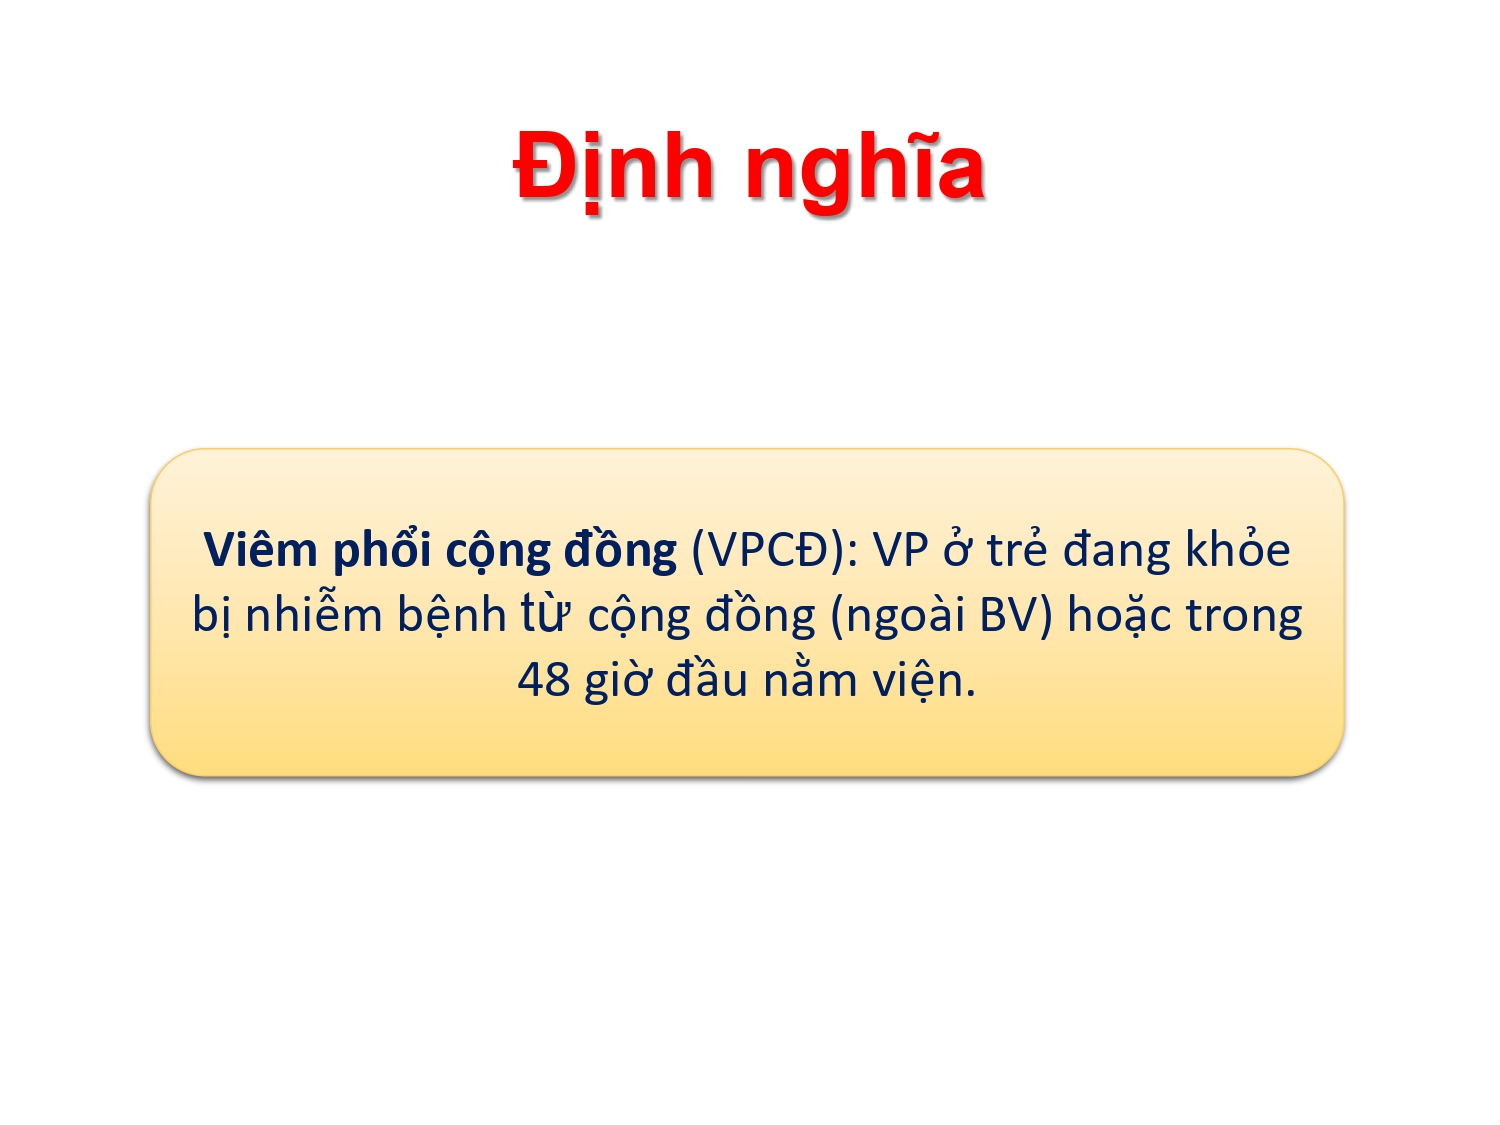 Định nghĩa
Viêm phổi cộng đồng (VPCĐ): VP ở trẻ đang khỏe
bị nhiễm bệnh từ cộng đồng (ngoài BV) hoặc trong
48 giờ đầu nằm viện.